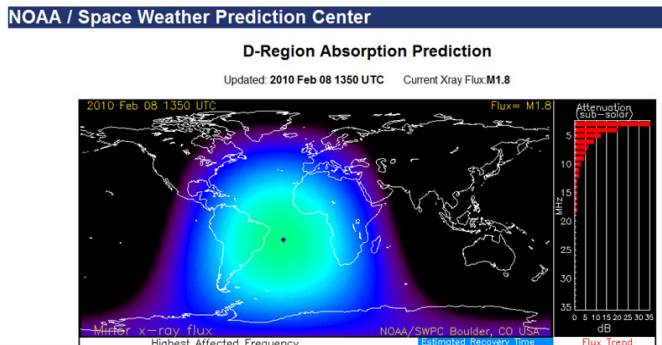 NOAA / Space Weather Prediction Center
D-Region Absorption Prediction
Updated: 2010 Feb 08 1350 UTC Current Xray Flux:M1.8
2010 Feb 08 1350 UTC Flux= M1.8
Attenuation
(sub-solar)
5
10
15
MHz
20
25
30
35
0 5 10 15 20 25 30 35
dB
Minor x-ray flux NOAA/SWPC Boulder, CO USA
Highest Affected Frequency Estimated Recovery Time Flux Trend